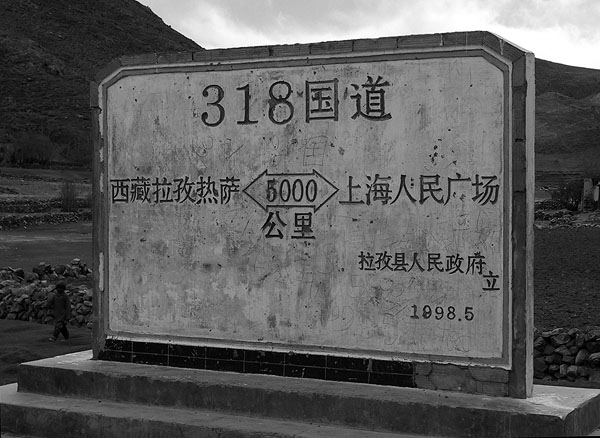 318国道
西藏拉孜热萨 5000 上海人民广场
公里
拉孜县人民政府
立
1998.5